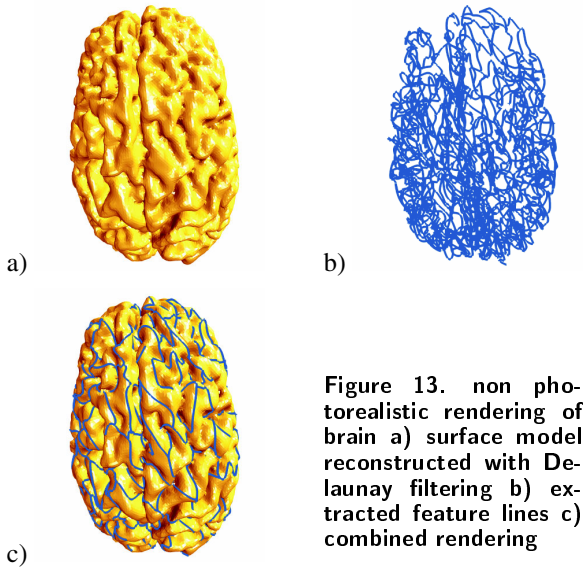 a)
b)
c)
Figure 13. non pho-
torealistic rendering of
brain a) surface model
reconstructed with De-
launay filtering b) ex-
tracted feature lines c)
combined rendering